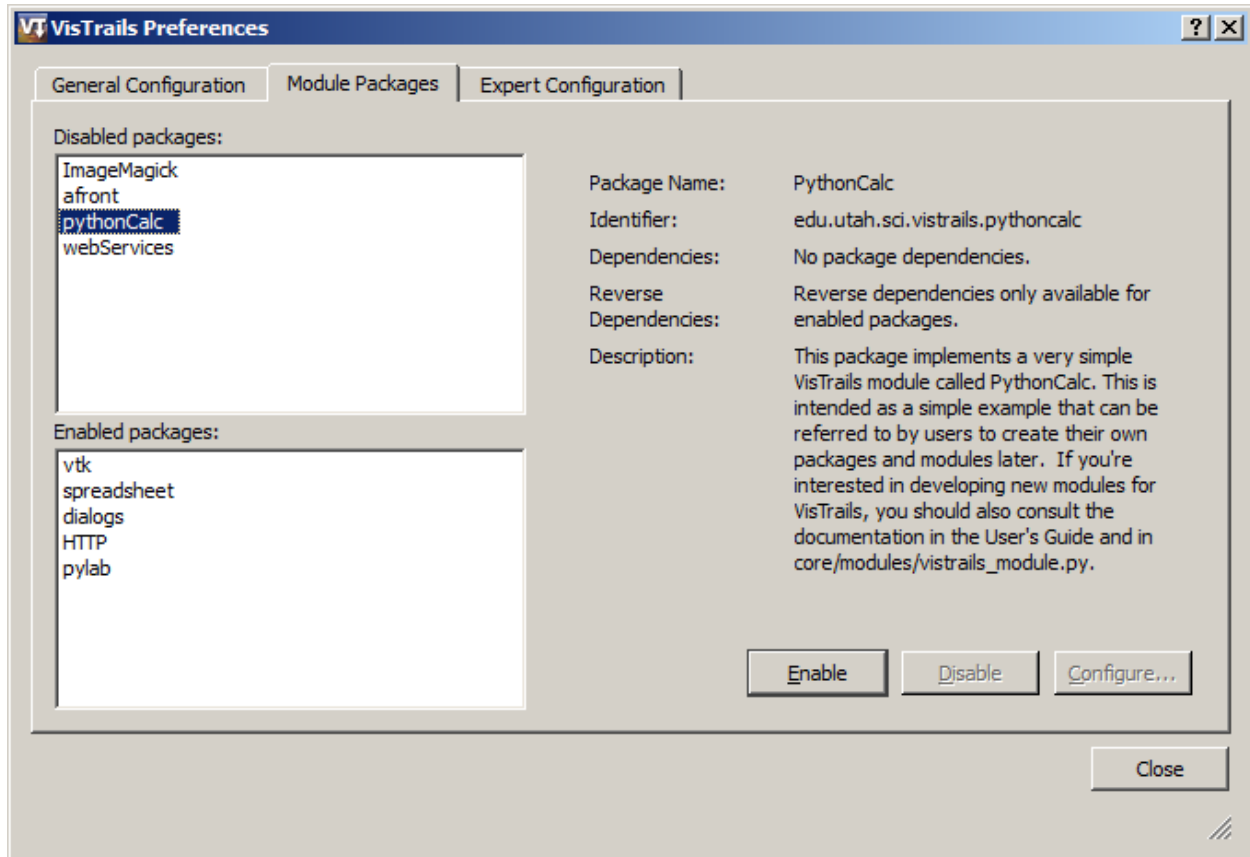 VisTrails Preferences
General Configuration
Module Packages
Expert Configuration
Disabled packages:
ImageMagick
afront
pythonCalc
webServices
Enabled packages:
vtk
spreadsheet
dialogs
HTTP
pylab
Package Name: PythonCalc
Identifier: edu.utah.sci.vistrails.pythoncalc
Dependencies: No package dependencies.
Reverse Reverse dependencies only available for
Dependencies: enabled packages.
Description: This package implements a very simple
VisTrails module called PythonCalc. This is
intended as a simple example that can be
referred to by users to create their own
packages and modules later. If you're
interested in developing new modules for
VisTrails, you should also consult the
documentation in the User's Guide and in
core/modules/vistrails_module.py.
Enable
Disable
Configure...
Close